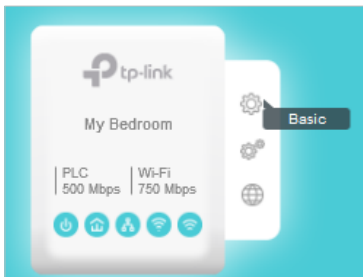 tp-link
My Bedroom
Basic
PLC
500 Mbps
Wi-Fi
750 Mbps